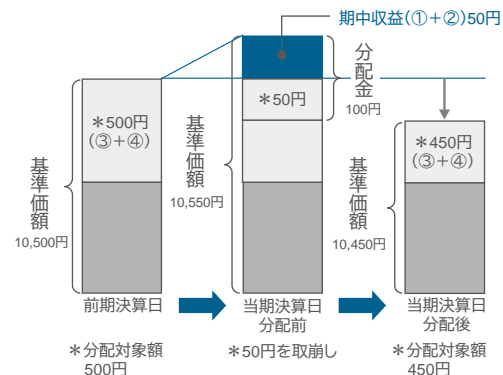 期中収益(①+②)50円
分配金
100円
＊50円
＊500円
(③+④)
＊450円
(③+④)
基準価額
10,500円
基準価額
10,550円
基準価額
10,450円
前期決算日
当期決算日
分配前
当期決算日
分配後
＊分配対象額
500円
＊50円を取崩し
＊分配対象額
450円